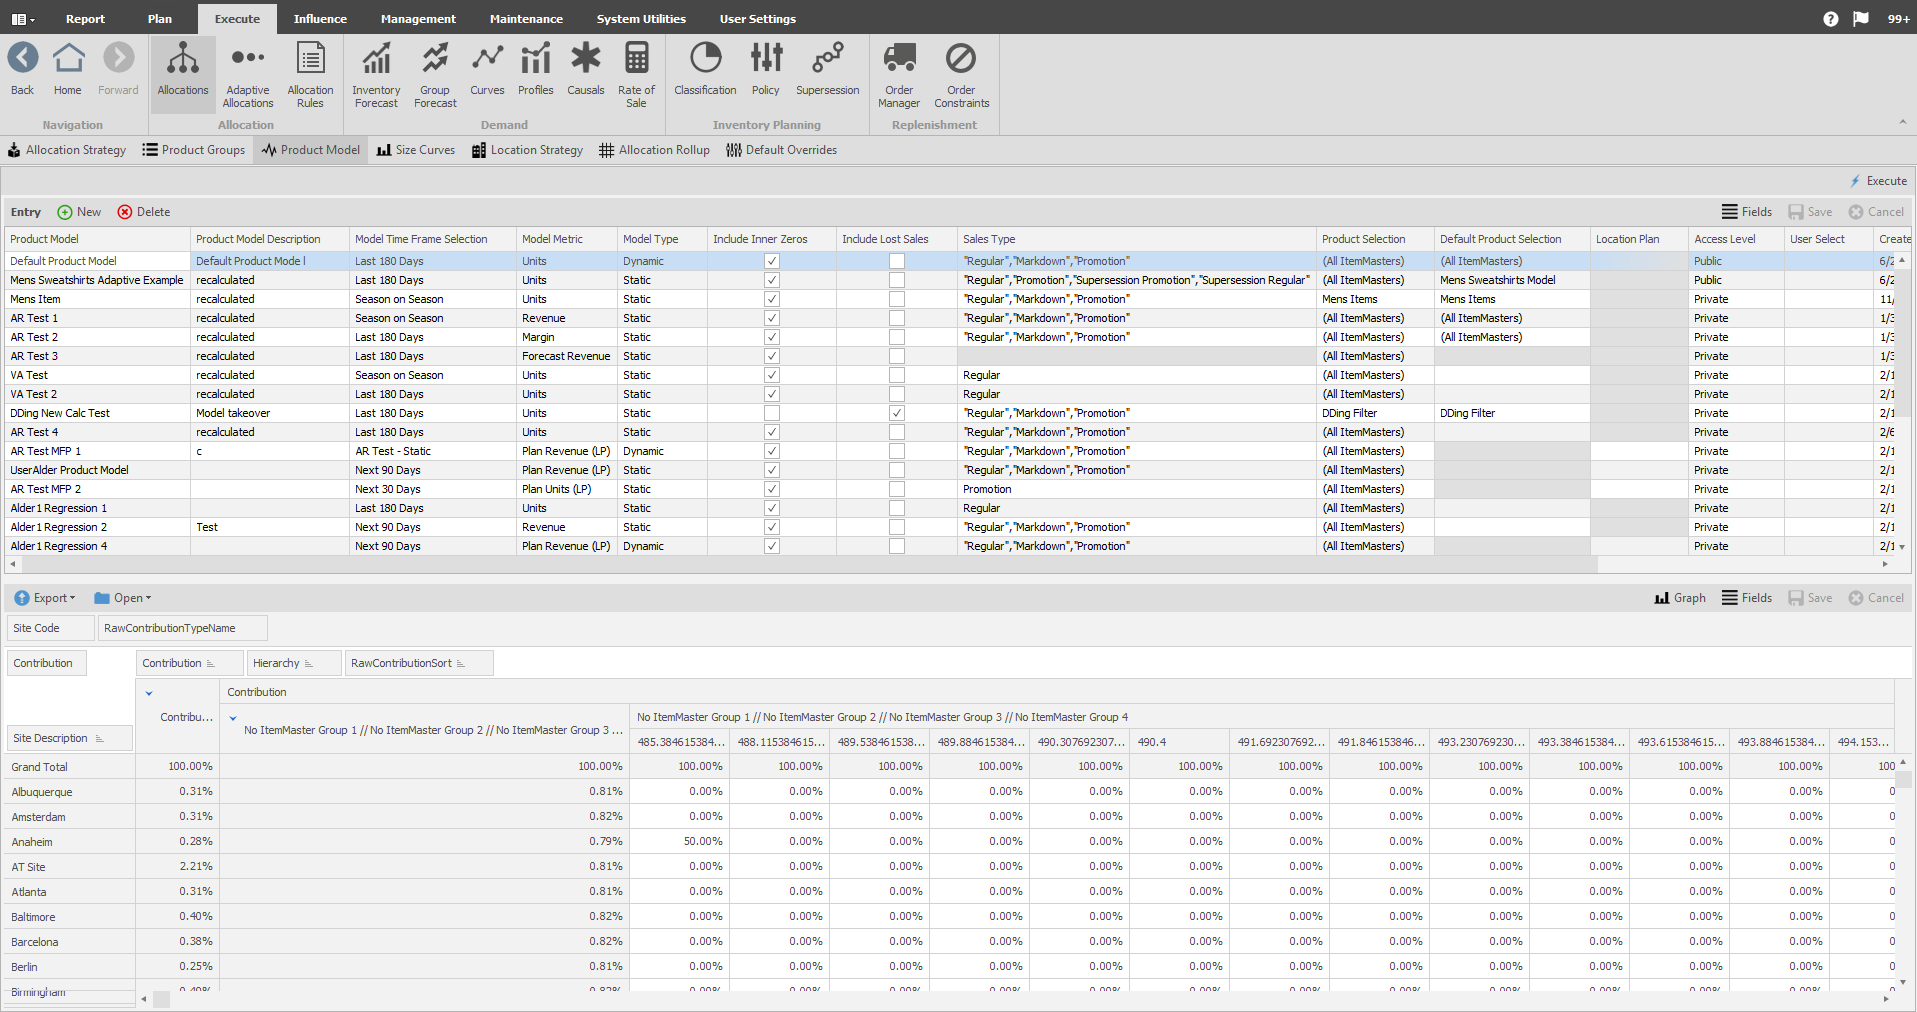 Report Plan Execute Influence Management Maintenance System Utilities User Settings 99+
Back Home Forward Allocations Adaptive Allocations Allocation Rules Inventory Forecast Group Forecast Curves Profiles Causals Rate of Sale Classification Policy Supersession Order Manager Order Constraints
Navigation Allocation Demand Inventory Planning Replenishment
Allocation Strategy Product Groups Product Model Size Curves Location Strategy Allocation Rollup Default Overrides
Execute
Entry New Delete Fields Save Cancel
Product Model Product Model Description Model Time Frame Selection Model Metric Model Type Include Inner Zeros Include Lost Sales Sales Type Product Selection Default Product Selection Location Plan Access Level User Select Create
Default Product Model Default Product Mode l Last 180 Days Units Dynamic "Regular","Markdown","Promotion" (All ItemMasters) (All ItemMasters) Public 6/2
Mens Sweatshirts Adaptive Example recalculated Last 180 Days Units Static "Regular","Promotion","Supersession Promotion","Supersession Regular" (All ItemMasters) Mens Sweatshirts Model Public 6/2
Mens Item recalculated Season on Season Units Static "Regular","Markdown","Promotion" Mens Items Mens Items Private 11/
AR Test 1 recalculated Season on Season Revenue Static "Regular","Markdown","Promotion" (All ItemMasters) (All ItemMasters) Private 1/3
AR Test 2 recalculated Last 180 Days Margin Static "Regular","Markdown","Promotion" (All ItemMasters) (All ItemMasters) Private 1/3
AR Test 3 recalculated Last 180 Days Forecast Revenue Static (All ItemMasters) Private 1/3
VA Test recalculated Season on Season Units Static Regular (All ItemMasters) Private 2/1
VA Test 2 recalculated Last 180 Days Units Static Regular (All ItemMasters) Private 2/1
DDing New Calc Test Model takeover Last 180 Days Units Static "Regular","Markdown","Promotion" DDing Filter DDing Filter Private 2/1
AR Test 4 recalculated Last 180 Days Units Static "Regular","Markdown","Promotion" (All ItemMasters) Private 2/6
AR Test MFP 1 c AR Test - Static Plan Revenue (LP) Dynamic "Regular","Markdown","Promotion" (All ItemMasters) Private 2/1
UserAlder Product Model Next 90 Days Plan Revenue (LP) Static "Regular","Markdown","Promotion" (All ItemMasters) Private 2/1
AR Test MFP 2 Next 30 Days Plan Units (LP) Static Promotion (All ItemMasters) Private 2/1
Alder1 Regression 1 Last 180 Days Units Static Regular (All ItemMasters) Private 2/1
Alder1 Regression 2 Test Next 90 Days Revenue Static "Regular","Markdown","Promotion" (All ItemMasters) Private 2/1
Alder1 Regression 4 Next 90 Days Plan Revenue (LP) Dynamic "Regular","Markdown","Promotion" (All ItemMasters) Private 2/1
Export Open Graph Fields Save Cancel
Site Code RawContributionTypeName
Contribution Contribution Hierarchy RawContributionSort
Contribution
Contribu... No ItemMaster Group 1 // No ItemMaster Group 2 // No ItemMaster Group 3 // No ItemMaster Group 4
No ItemMaster Group 1 // No ItemMaster Group 2 // No ItemMaster Group 3 ...
Site Description 485.384615384... 488.115384615... 489.538461538... 489.884615384... 490.307692307... 490.4 491.692307692... 491.846153846... 493.230769230... 493.384615384... 493.615384615... 493.884615384... 494.153...
Grand Total 100.00% 100.00% 100.00% 100.00% 100.00% 100.00% 100.00% 100.00% 100.00% 100.00% 100.00% 100.00% 100.00% 100.00% 100
Albuquerque 0.31% 0.81% 0.00% 0.00% 0.00% 0.00% 0.00% 0.00% 0.00% 0.00% 0.00% 0.00% 0.00% 0.00% 0
Amsterdam 0.31% 0.82% 0.00% 0.00% 0.00% 0.00% 0.00% 0.00% 0.00% 0.00% 0.00% 0.00% 0.00% 0.00% 0
Anaheim 0.28% 0.79% 50.00% 0.00% 0.00% 0.00% 0.00% 0.00% 0.00% 0.00% 0.00% 0.00% 0.00% 0.00% 0
AT Site 2.21% 0.81% 0.00% 0.00% 0.00% 0.00% 0.00% 0.00% 0.00% 0.00% 0.00% 0.00% 0.00% 0.00% 0
Atlanta 0.31% 0.81% 0.00% 0.00% 0.00% 0.00% 0.00% 0.00% 0.00% 0.00% 0.00% 0.00% 0.00% 0.00% 0
Baltimore 0.40% 0.82% 0.00% 0.00% 0.00% 0.00% 0.00% 0.00% 0.00% 0.00% 0.00% 0.00% 0.00% 0.00% 0
Barcelona 0.38% 0.82% 0.00% 0.00% 0.00% 0.00% 0.00% 0.00% 0.00% 0.00% 0.00% 0.00% 0.00% 0.00% 0
Berlin 0.25% 0.81% 0.00% 0.00% 0.00% 0.00% 0.00% 0.00% 0.00% 0.00% 0.00% 0.00% 0.00% 0.00% 0
Birmingham